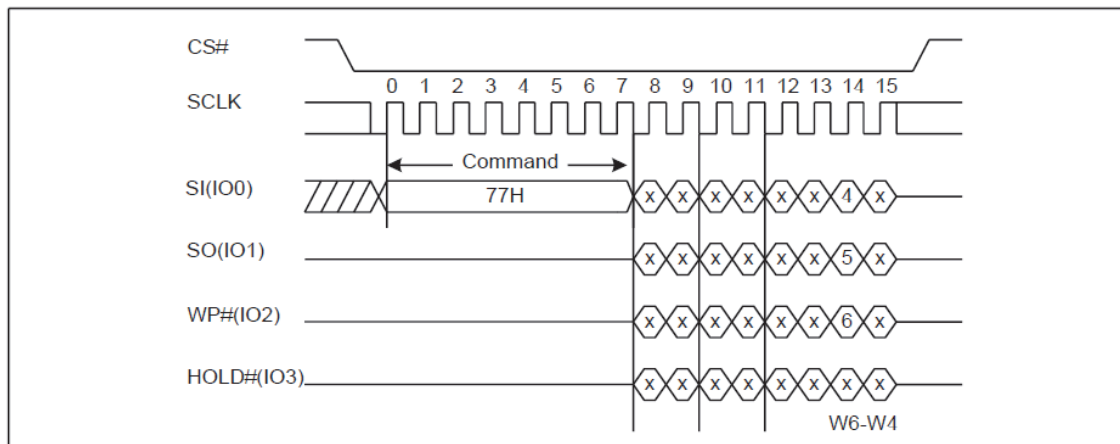 CS#
0 1 2 3 4 5 6 7 8 9 10 11 12 13 14 15
SCLK
Command
SI(IO0) 77H x x x x x x 4 x
SO(IO1) x x x x x x 5 x
WP#(IO2) x x x x x x 6 x
HOLD#(IO3) x x x x x x x x
W6-W4